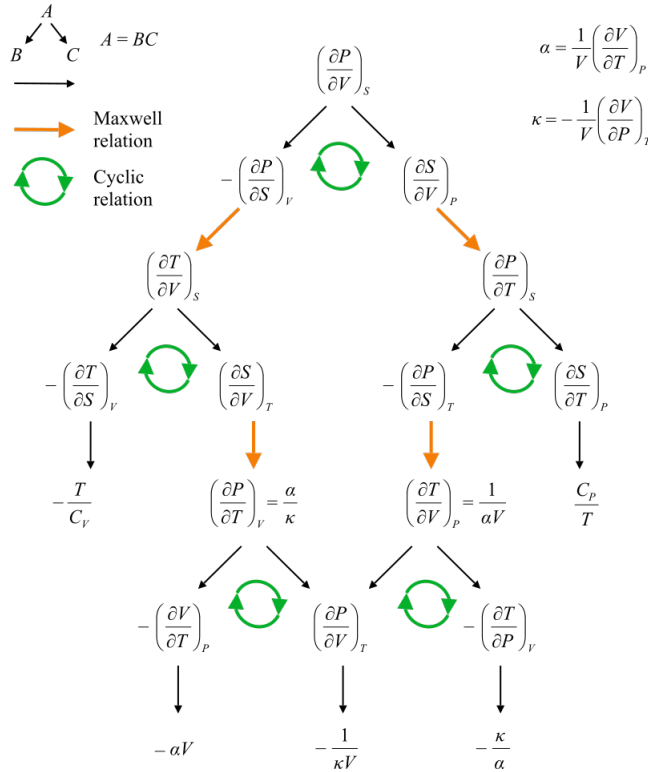 A
B C A = BC
α = 1/V (∂V/∂T)_P
κ = − 1/V (∂V/∂P)_T
Maxwell
relation
Cyclic
relation
(∂P/∂V)_S
− (∂P/∂S)_V (∂S/∂V)_P
(∂T/∂V)_S (∂P/∂T)_S
− (∂T/∂S)_V (∂S/∂V)_T − (∂P/∂S)_T (∂S/∂T)_P
− T/C_V (∂P/∂T)_V = α/κ (∂T/∂V)_P = 1/αV C_P/T
− (∂V/∂T)_P (∂P/∂V)_T − (∂T/∂P)_V
− αV − 1/κV − κ/α